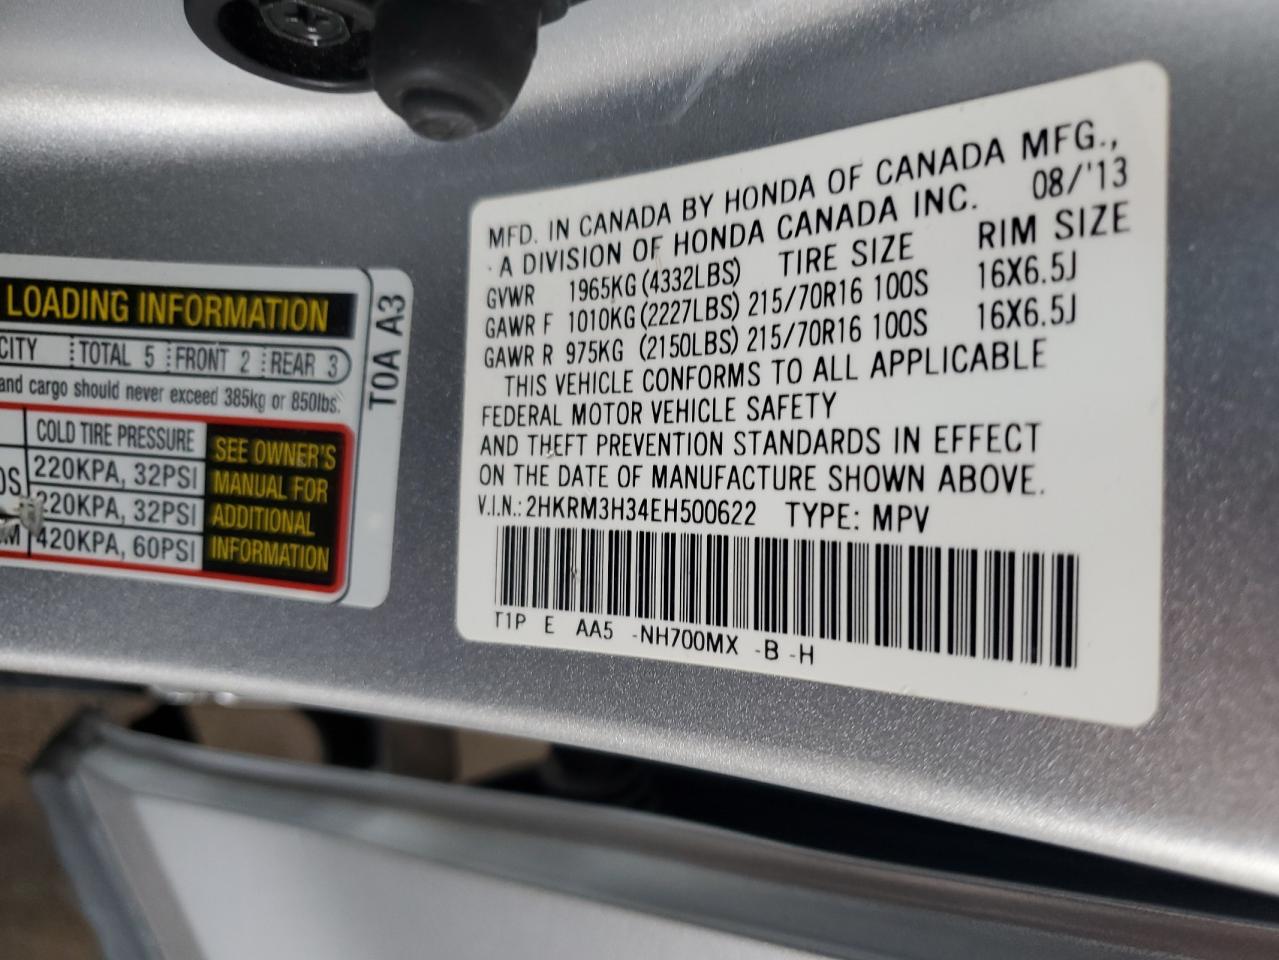 LOADING INFORMATION
CITY TOTAL 5 FRONT 2 REAR 3
and cargo should never exceed 385kg or 850lbs.
COLD TIRE PRESSURE
220KPA, 32PSI
220KPA, 32PSI
420KPA, 60PSI
SEE OWNER'S
MANUAL FOR
ADDITIONAL
INFORMATION
T0A A3
MFD. IN CANADA BY HONDA OF CANADA MFG.,
A DIVISION OF HONDA CANADA INC. 08/'13
GVWR 1965KG(4332LBS) TIRE SIZE RIM SIZE
GAWR F 1010KG(2227LBS) 215/70R16 100S 16X6.5J
GAWR R 975KG (2150LBS) 215/70R16 100S 16X6.5J
THIS VEHICLE CONFORMS TO ALL APPLICABLE
FEDERAL MOTOR VEHICLE SAFETY
AND THEFT PREVENTION STANDARDS IN EFFECT
ON THE DATE OF MANUFACTURE SHOWN ABOVE.
V.I.N.: 2HKRM3H34EH500622 TYPE: MPV
T1P E AA5 -NH700MX -B -H